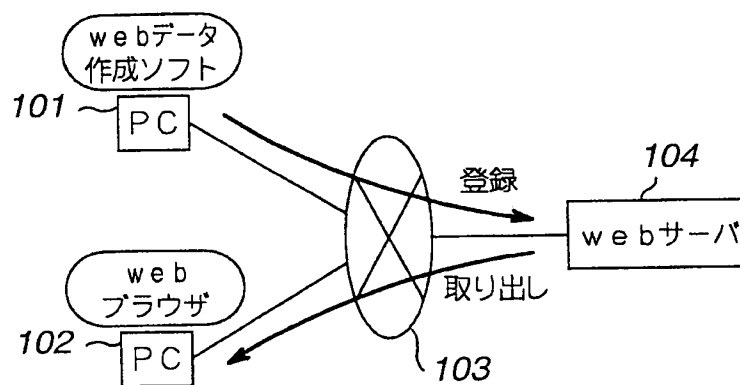 webデータ
作成ソフト
101
PC
登録
104
webサーバ
web
ブラウザ
取り出し
102
PC
103